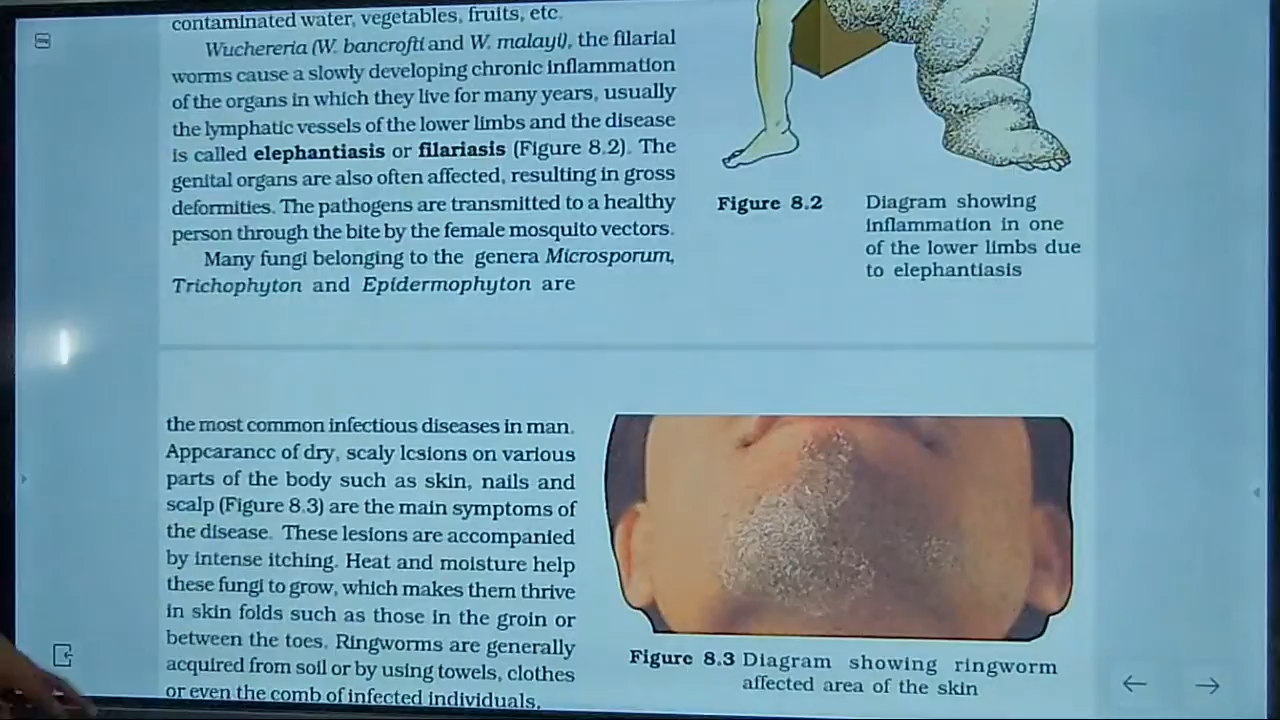 contaminated water, vegetables, fruits, etc.
Wuchereria (W. bancrofti and W. malayi), the filarial
worms cause a slowly developing chronic inflammation
of the organs in which they live for many years, usually
the lymphatic vessels of the lower limbs and the disease
is called elephantiasis or filariasis (Figure 8.2). The
genital organs are also often affected, resulting in gross
deformities. The pathogens are transmitted to a healthy
person through the bite by the female mosquito vectors.
Many fungi belonging to the genera Microsporum,
Trichophyton and Epidermophyton are
Figure 8.2 Diagram showing
inflammation in one
of the lower limbs due
to elephantiasis
the most common infectious diseases in man.
Appearance of dry, scaly lesions on various
parts of the body such as skin, nails and
scalp (Figure 8.3) are the main symptoms of
the disease. These lesions are accompanied
by intense itching. Heat and moisture help
these fungi to grow, which makes them thrive
in skin folds such as those in the groin or
between the toes. Ringworms are generally
acquired from soil or by using towels, clothes
or even the comb of infected individuals.
Figure 8.3 Diagram showing ringworm
affected area of the skin